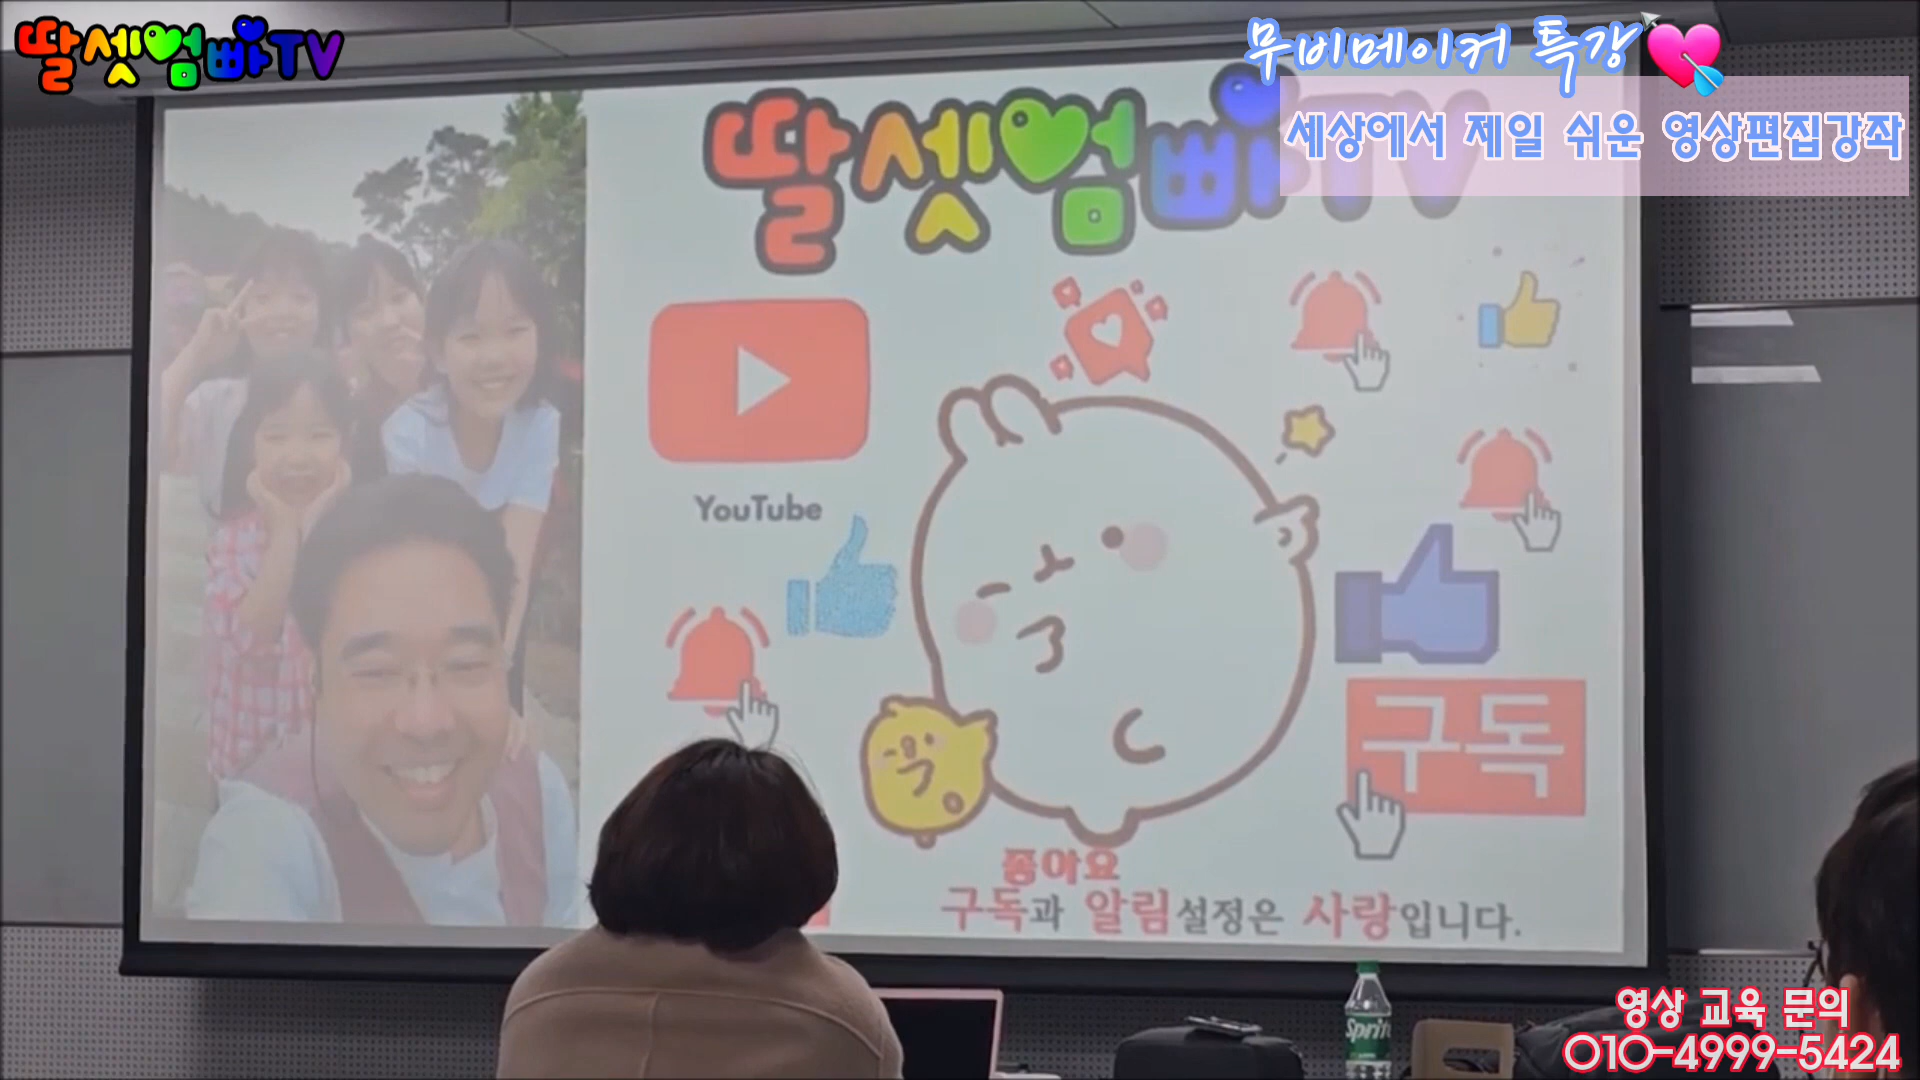 딸셋엄빠TV
무비메이커 특강
세상에서 제일 쉬운 영상편집강좌
딸셋엄빠TV
YouTube
구독
좋아요
구독과 알림설정은 사랑입니다.
Sprite
영상 교육 문의
010-4999-5424